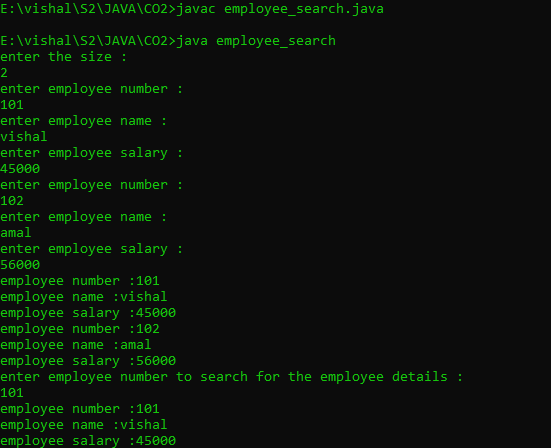 E:\vishal\S2\JAVA\CO2>javac employee_search.java
E:\vishal\S2\JAVA\CO2>java employee_search
enter the size :
2
enter employee number :
101
enter employee name :
vishal
enter employee salary :
45000
enter employee number :
102
enter employee name :
amal
enter employee salary :
56000
employee number :101
employee name :vishal
employee salary :45000
employee number :102
employee name :amal
employee salary :56000
enter employee number to search for the employee details :
101
employee number :101
employee name :vishal
employee salary :45000